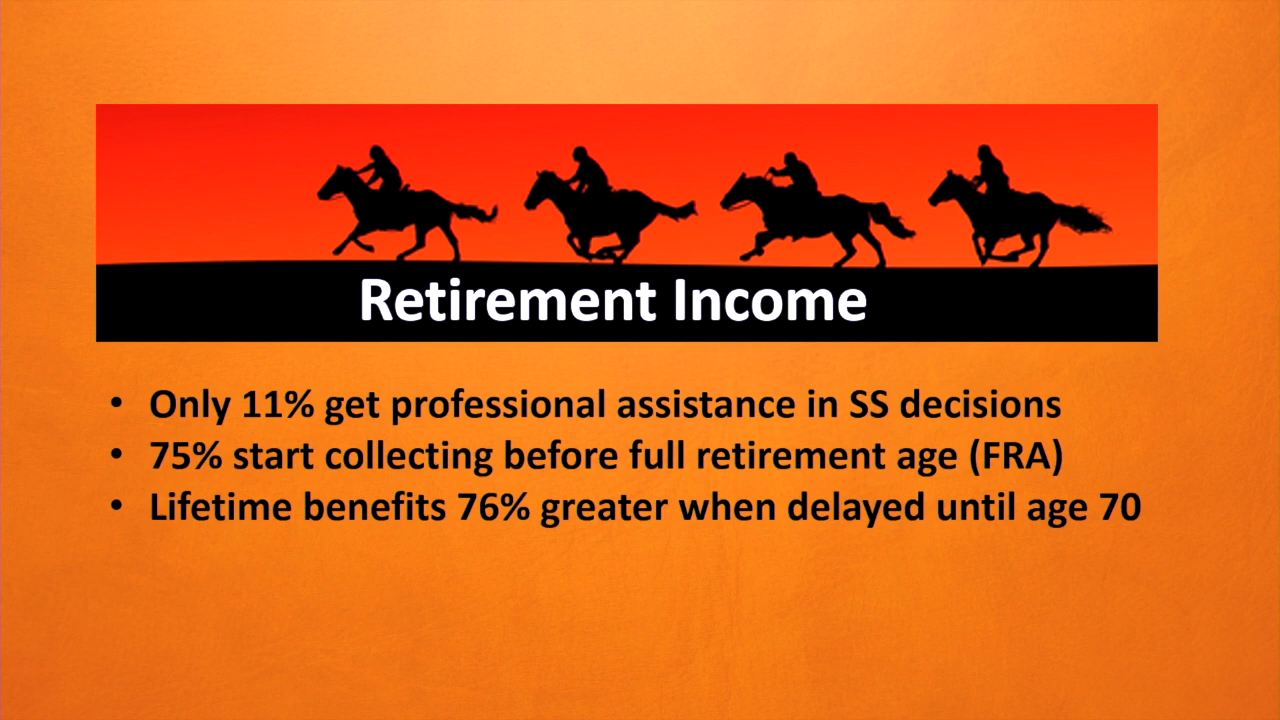 Retirement Income
• Only 11% get professional assistance in SS decisions
• 75% start collecting before full retirement age (FRA)
• Lifetime benefits 76% greater when delayed until age 70